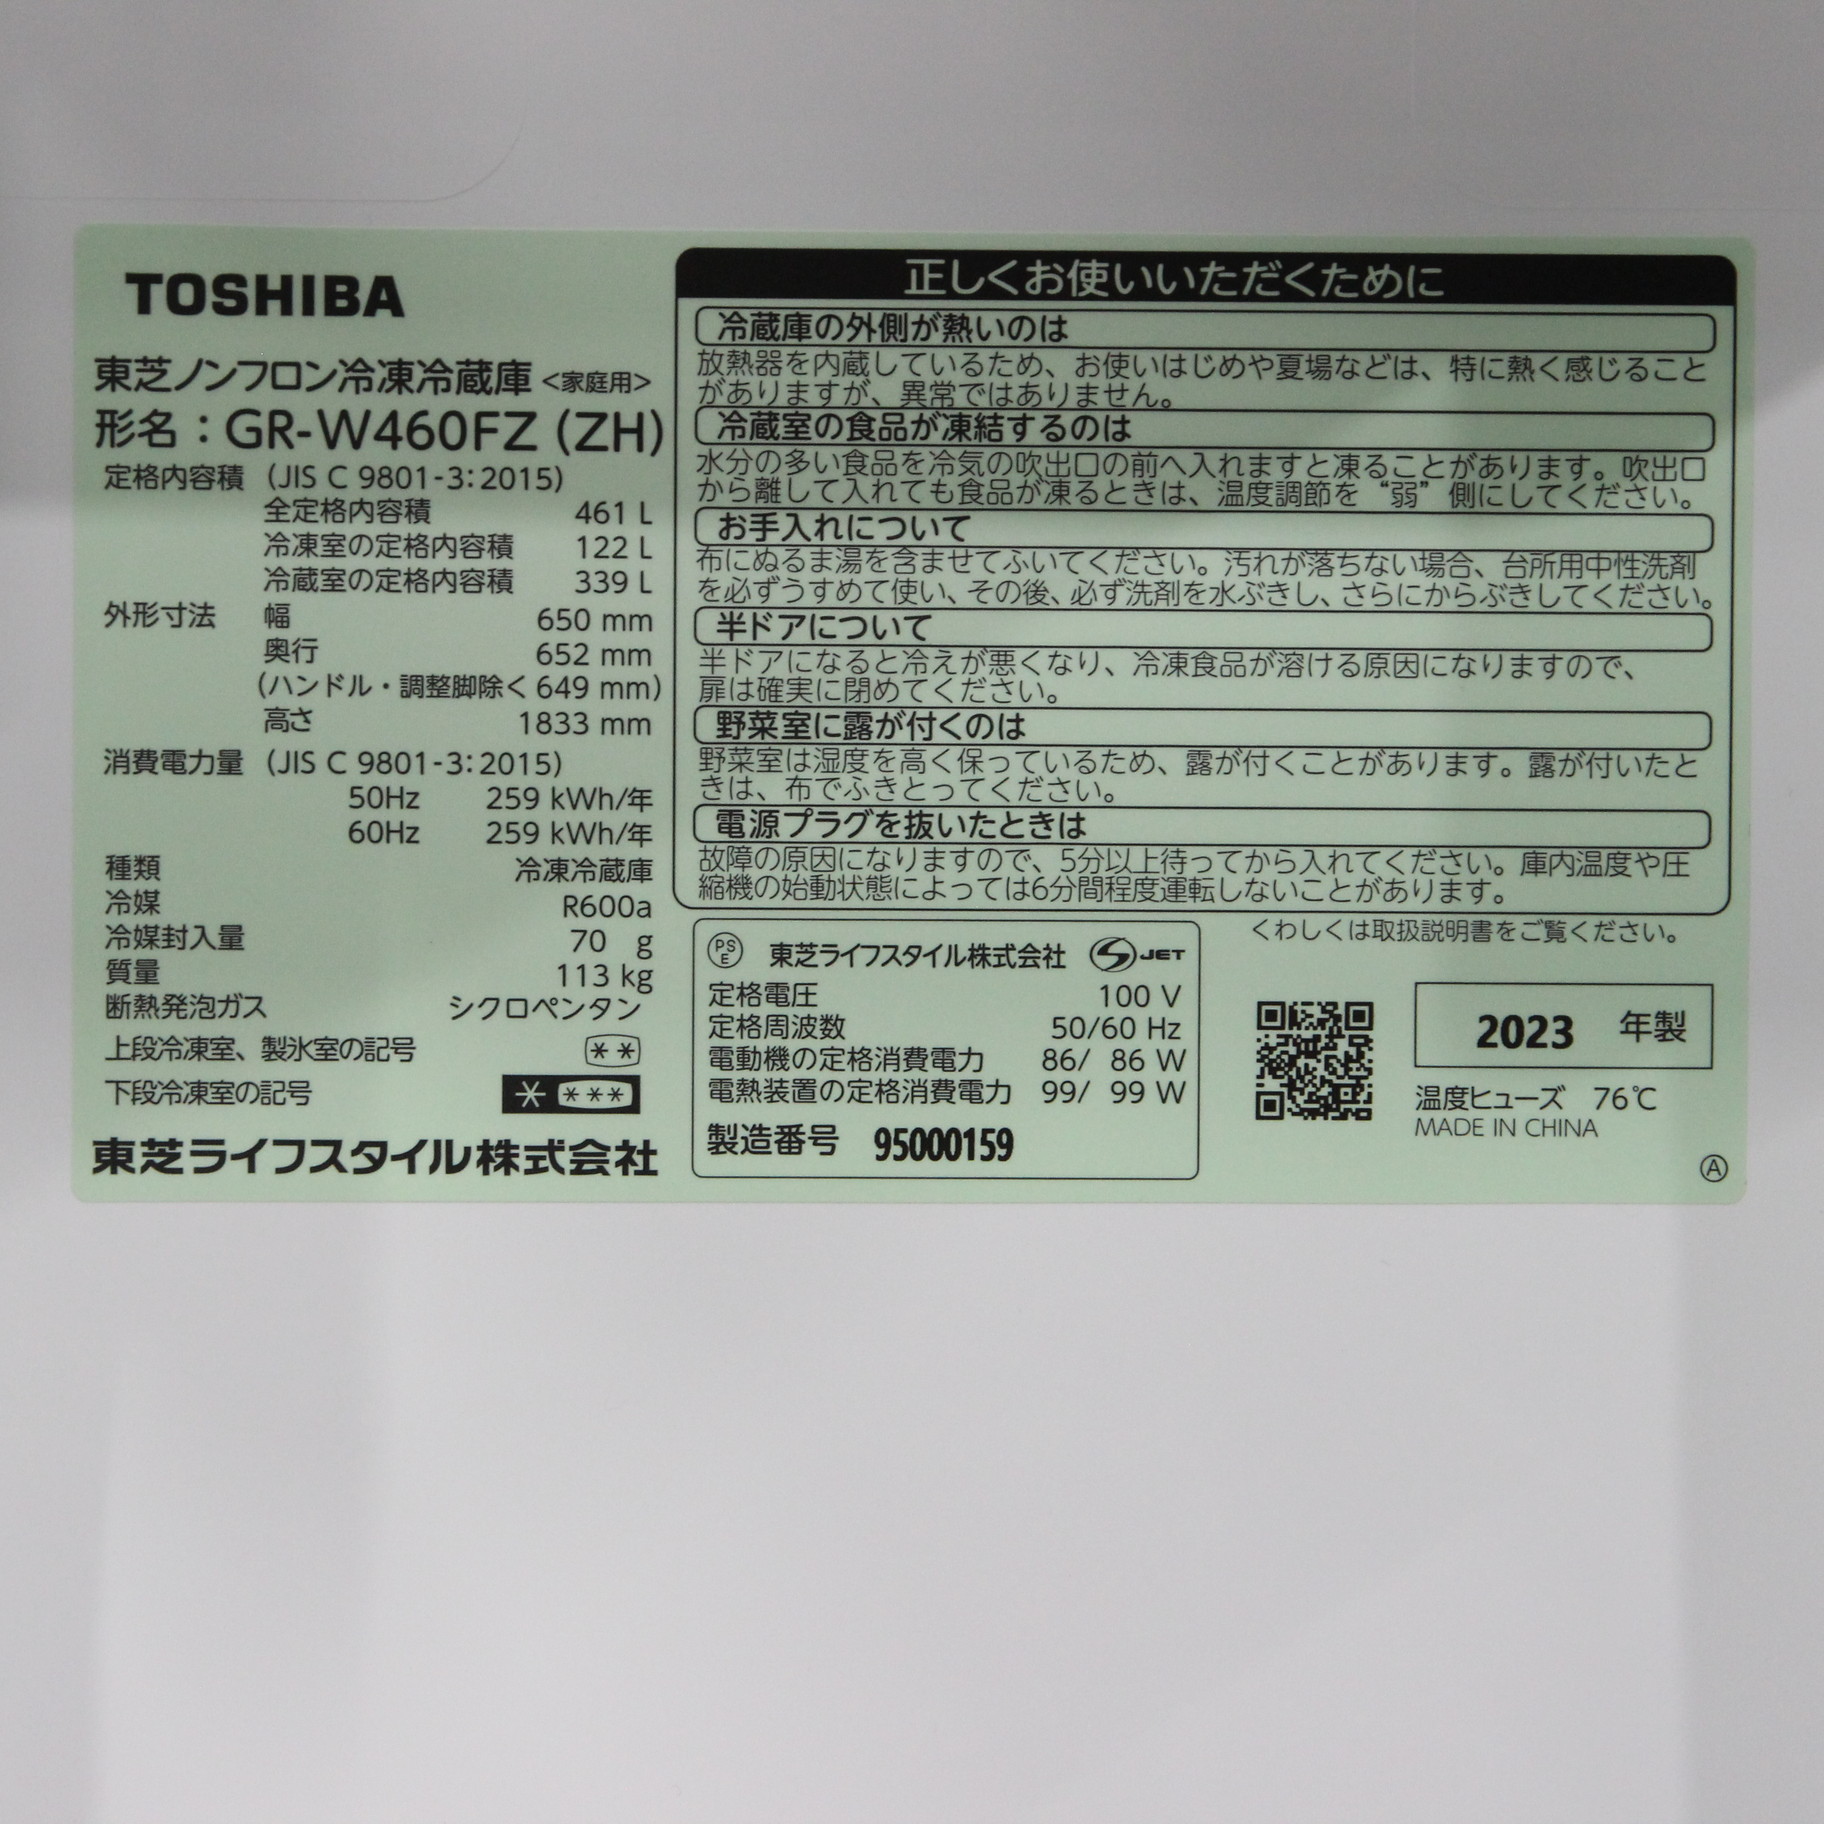 TOSHIBA
東芝ノンフロン冷凍冷蔵庫 <家庭用>
形名：GR-W460FZ (ZH)
定格内容積 (JIS C 9801-3:2015)
全定格内容積 461 L
冷凍室の定格内容積 122 L
冷蔵室の定格内容積 339 L
外形寸法 幅 650 mm
奥行 652 mm
(ハンドル・調整脚除く 649 mm)
高さ 1833 mm
消費電力量 (JIS C 9801-3:2015)
50Hz 259 kWh/年
60Hz 259 kWh/年
種類 冷凍冷蔵庫
冷媒 R600a
冷媒封入量 70 g
質量 113 kg
断熱発泡ガス シクロペンタン
上段冷凍室、製氷室の記号 **
下段冷凍室の記号 * ***
東芝ライフスタイル株式会社
正しくお使いいただくために
冷蔵庫の外側が熱いのは
放熱器を内蔵しているため、お使いはじめや夏場などは、特に熱く感じること
がありますが、異常ではありません。
冷蔵室の食品が凍結するのは
水分の多い食品を冷気の吹出口の前へ入れますと凍ることがあります。吹出口
から離して入れても食品が凍るときは、温度調節を“弱”側にしてください。
お手入れについて
布にぬるま湯を含ませてふいてください。汚れが落ちない場合、台所用中性洗剤
を必ずうすめて使い、その後、必ず洗剤を水ぶきし、さらにからぶきしてください。
半ドアについて
半ドアになると冷えが悪くなり、冷凍食品が溶ける原因になりますので、
扉は確実に閉めてください。
野菜室に露が付くのは
野菜室は湿度を高く保っているため、露が付くことがあります。露が付いたと
きは、布でふきとってください。
電源プラグを抜いたときは
故障の原因になりますので、5分以上待ってから入れてください。庫内温度や圧
縮機の始動状態によっては6分間程度運転しないことがあります。
くわしくは取扱説明書をご覧ください。
PSE 東芝ライフスタイル株式会社 S JET
定格電圧 100 V
定格周波数 50/60 Hz
電動機の定格消費電力 86/ 86 W
電熱装置の定格消費電力 99/ 99 W
製造番号 95000159
2023 年製
温度ヒューズ 76℃
MADE IN CHINA
Ⓐ